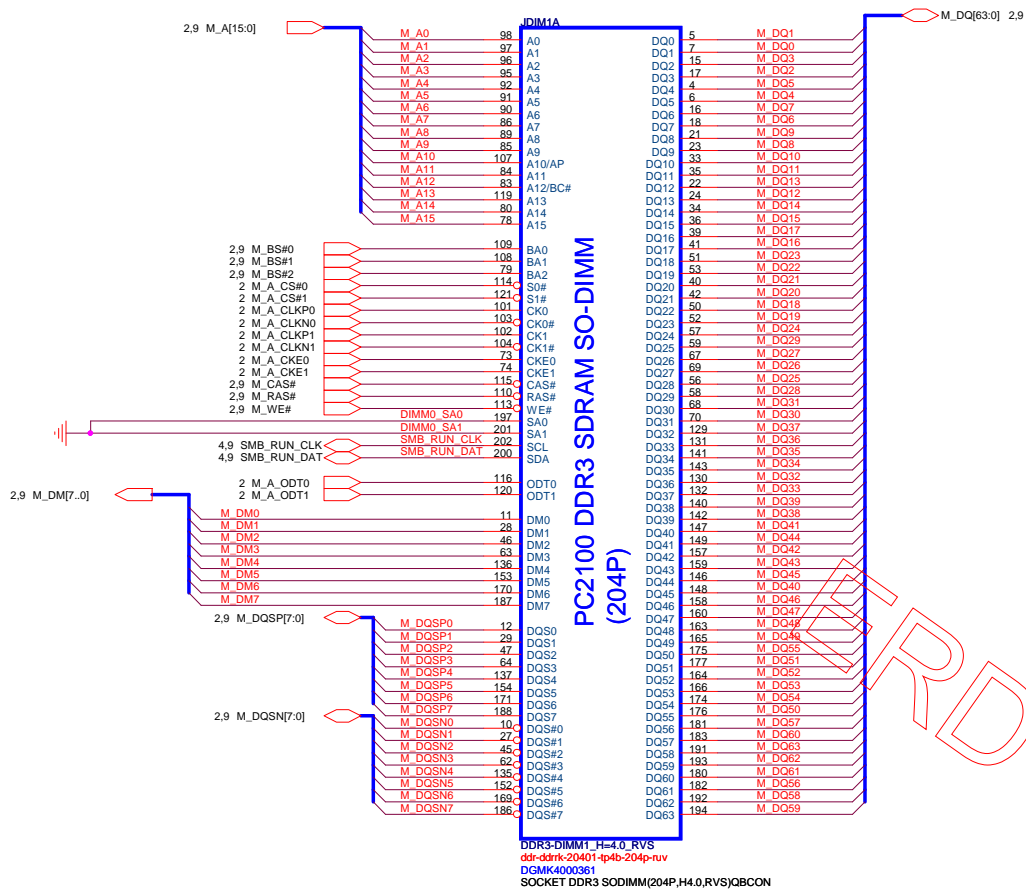 JDIM1A
2,9 M_A[15:0]
M_A0 98 A0
M_A1 97 A1
M_A2 96 A2
M_A3 95 A3
M_A4 92 A4
M_A5 91 A5
M_A6 90 A6
M_A7 86 A7
M_A8 89 A8
M_A9 85 A9
M_A10 107 A10/AP
M_A11 84 A11
M_A12 83 A12/BC#
M_A13 119 A13
M_A14 80 A14
M_A15 78 A15
2,9 M_BS#0 109 BA0
2,9 M_BS#1 108 BA1
2,9 M_BS#2 79 BA2
2 M_A_CS#0 114 S0#
2 M_A_CS#1 121 S1#
2 M_A_CLKP0 101 CK0
2 M_A_CLKN0 103 CK0#
2 M_A_CLKP1 102 CK1
2 M_A_CLKN1 104 CK1#
2 M_A_CKE0 73 CKE0
2 M_A_CKE1 74 CKE1
2,9 M_CAS# 115 CAS#
2,9 M_RAS# 110 RAS#
2,9 M_WE# 113 WE#
DIMM0_SA0 197 SA0
DIMM0_SA1 201 SA1
4,9 SMB_RUN_CLK SMB_RUN_CLK 202 SCL
4,9 SMB_RUN_DAT SMB_RUN_DAT 200 SDA
2 M_A_ODT0 116 ODT0
2 M_A_ODT1 120 ODT1
2,9 M_DM[7..0]
M_DM0 11 DM0
M_DM1 28 DM1
M_DM2 46 DM2
M_DM3 63 DM3
M_DM4 136 DM4
M_DM5 153 DM5
M_DM6 170 DM6
M_DM7 187 DM7
2,9 M_DQSP[7:0]
M_DQSP0 12 DQS0
M_DQSP1 29 DQS1
M_DQSP2 47 DQS2
M_DQSP3 64 DQS3
M_DQSP4 137 DQS4
M_DQSP5 154 DQS5
M_DQSP6 171 DQS6
M_DQSP7 188 DQS7
2,9 M_DQSN[7:0]
M_DQSN0 10 DQS#0
M_DQSN1 27 DQS#1
M_DQSN2 45 DQS#2
M_DQSN3 62 DQS#3
M_DQSN4 135 DQS#4
M_DQSN5 152 DQS#5
M_DQSN6 169 DQS#6
M_DQSN7 186 DQS#7
PC2100 DDR3 SDRAM SO-DIMM
(204P)
M_DQ[63:0] 2,9
DQ0 5 M_DQ1
DQ1 7 M_DQ0
DQ2 15 M_DQ3
DQ3 17 M_DQ2
DQ4 4 M_DQ5
DQ5 6 M_DQ4
DQ6 16 M_DQ7
DQ7 18 M_DQ6
DQ8 21 M_DQ9
DQ9 23 M_DQ8
DQ10 33 M_DQ10
DQ11 35 M_DQ11
DQ12 22 M_DQ13
DQ13 24 M_DQ12
DQ14 34 M_DQ14
DQ15 36 M_DQ15
DQ16 39 M_DQ17
DQ17 41 M_DQ16
DQ18 51 M_DQ23
DQ19 53 M_DQ22
DQ20 40 M_DQ21
DQ21 42 M_DQ20
DQ22 50 M_DQ18
DQ23 52 M_DQ19
DQ24 57 M_DQ24
DQ25 59 M_DQ29
DQ26 67 M_DQ27
DQ27 69 M_DQ26
DQ28 56 M_DQ25
DQ29 58 M_DQ28
DQ30 68 M_DQ31
DQ31 70 M_DQ30
DQ32 129 M_DQ37
DQ33 131 M_DQ36
DQ34 141 M_DQ35
DQ35 143 M_DQ34
DQ36 130 M_DQ32
DQ37 132 M_DQ33
DQ38 140 M_DQ39
DQ39 142 M_DQ38
DQ40 147 M_DQ41
DQ41 149 M_DQ44
DQ42 157 M_DQ42
DQ43 159 M_DQ43
DQ44 146 M_DQ45
DQ45 148 M_DQ40
DQ46 158 M_DQ46
DQ47 160 M_DQ47
DQ48 163 M_DQ48
DQ49 165 M_DQ49
DQ50 175 M_DQ55
DQ51 177 M_DQ51
DQ52 164 M_DQ52
DQ53 166 M_DQ53
DQ54 174 M_DQ54
DQ55 176 M_DQ50
DQ56 181 M_DQ57
DQ57 183 M_DQ60
DQ58 191 M_DQ63
DQ59 193 M_DQ62
DQ60 180 M_DQ61
DQ61 182 M_DQ56
DQ62 192 M_DQ58
DQ63 194 M_DQ59
ERD
DDR3-DIMM1_H=4.0_RVS
ddr-ddrrk-20401-tp4b-204p-ruv
DGMK4000361
SOCKET DDR3 SODIMM(204P,H4.0,RVS)QBCON